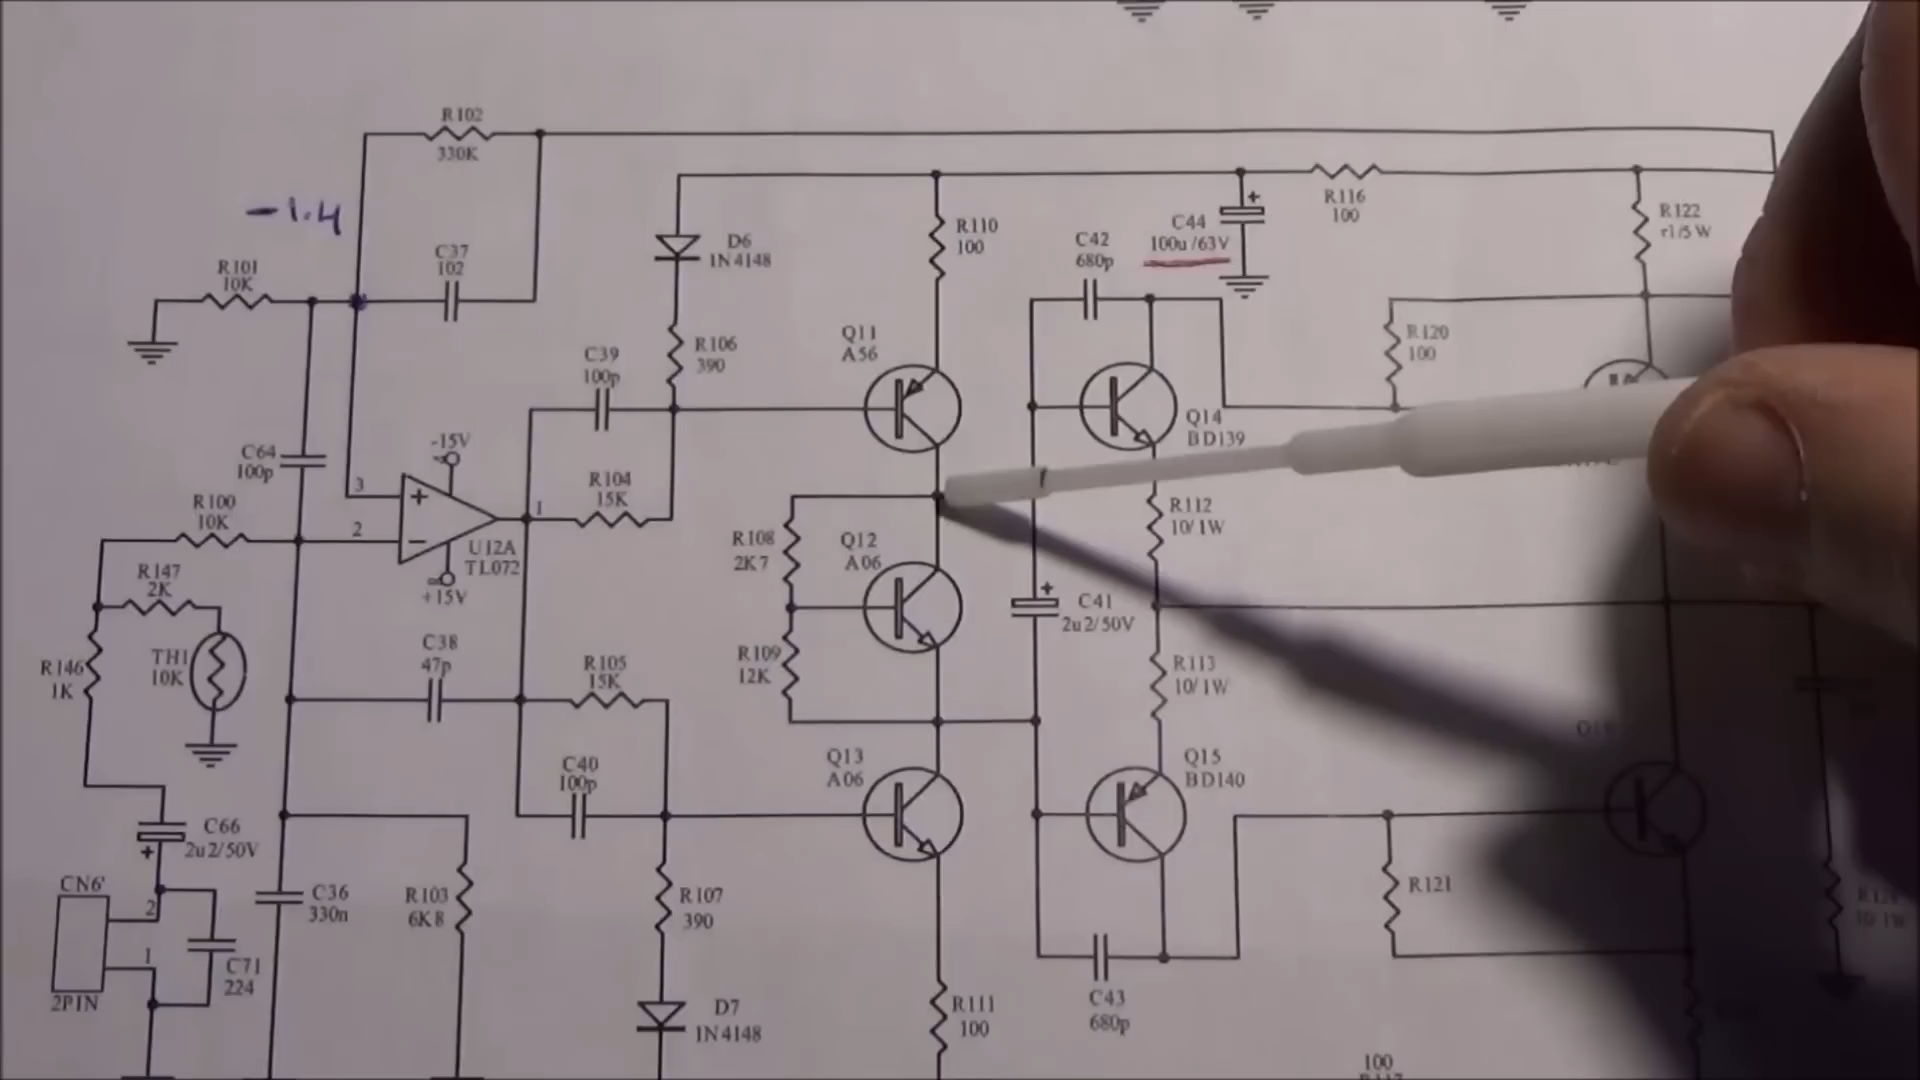 R102
330K
-1.4
R101
10K
C37
102
D6
1N4148
R110
100
C42
680p
C44
100u/63V
R116
100
R122
r1/5W
R106
390
C39
100p
Q11
A56
R120
100
Q14
BD139
C64
100p
-15V
3
+
R104
15K
1
R100
10K
2
-
U12A
TL072
+15V
R108
2K7
Q12
A06
R112
10/1W
R147
2K
+
C41
2u2/50V
R146
1K
TH1
10K
C38
47p
R105
15K
R109
12K
R113
10/1W
Q13
A06
Q15
BD140
C40
100p
C66
2u2/50V
+
CN6'
2
1
2PIN
C71
224
C36
330n
R103
6K8
R107
390
R121
D7
1N4148
R111
100
C43
680p
100